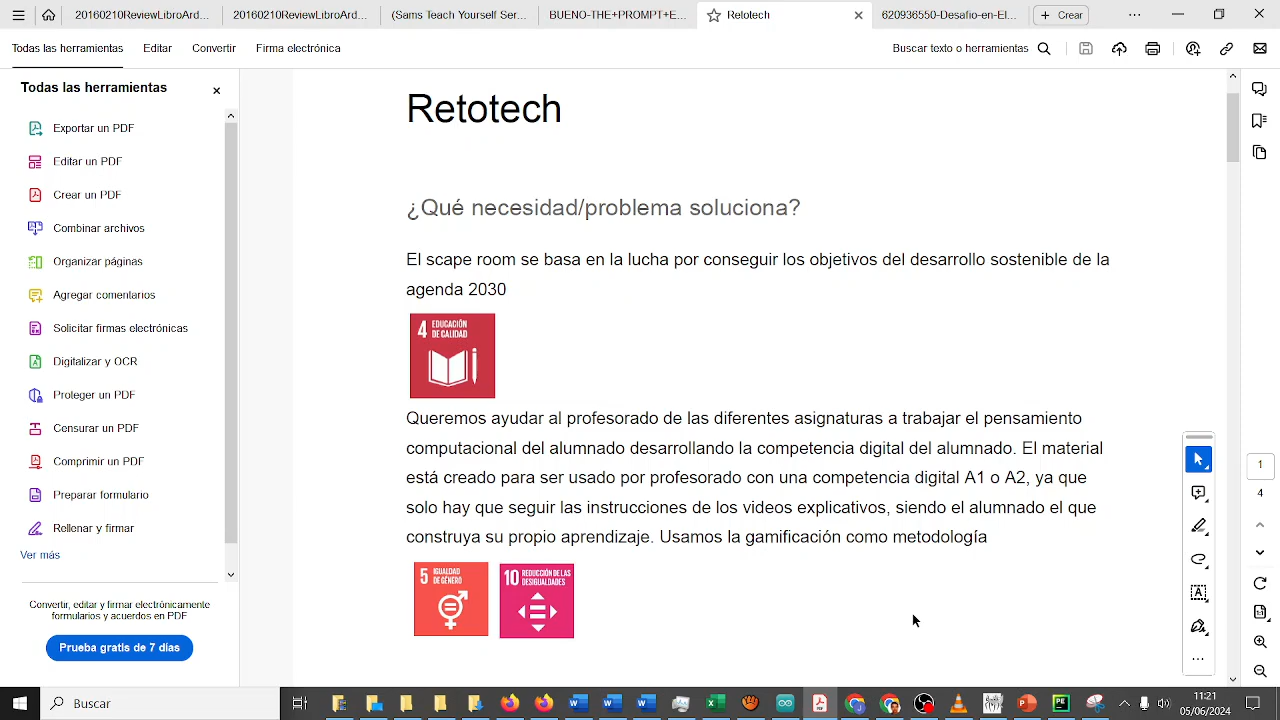 20160210ReviewLibroArd...
20160210ReviewLibroArd...
(Sams Teach Yourself Ser...
BUENO-THE+PROMPT+E...
Retotech
620936550-Desafio-en-El...
+ Crear
Todas las herramientas
Editar
Convertir
Firma electrónica
Buscar texto o herramientas
Todas las herramientas
Exportar un PDF
Editar un PDF
Crear un PDF
Combinar archivos
Organizar páginas
Agregar comentarios
Solicitar firmas electrónicas
Digitalizar y OCR
Proteger un PDF
Censurar un PDF
Comprimir un PDF
Preparar formulario
Rellenar y firmar
Ver más
Convertir, editar y firmar electrónicamente
formularios y acuerdos en PDF
Prueba gratis de 7 días
Retotech
¿Qué necesidad/problema soluciona?
El scape room se basa en la lucha por conseguir los objetivos del desarrollo sostenible de la
agenda 2030
4 EDUCACIÓN
DE CALIDAD
Queremos ayudar al profesorado de las diferentes asignaturas a trabajar el pensamiento
computacional del alumnado desarrollando la competencia digital del alumnado. El material
está creado para ser usado por profesorado con una competencia digital A1 o A2, ya que
solo hay que seguir las instrucciones de los videos explicativos, siendo el alumnado el que
construya su propio aprendizaje. Usamos la gamificación como metodología
5 IGUALDAD
DE GÉNERO
10 REDUCCIÓN DE LAS
DESIGUALDADES
1
4
Buscar
11:21
05/06/2024